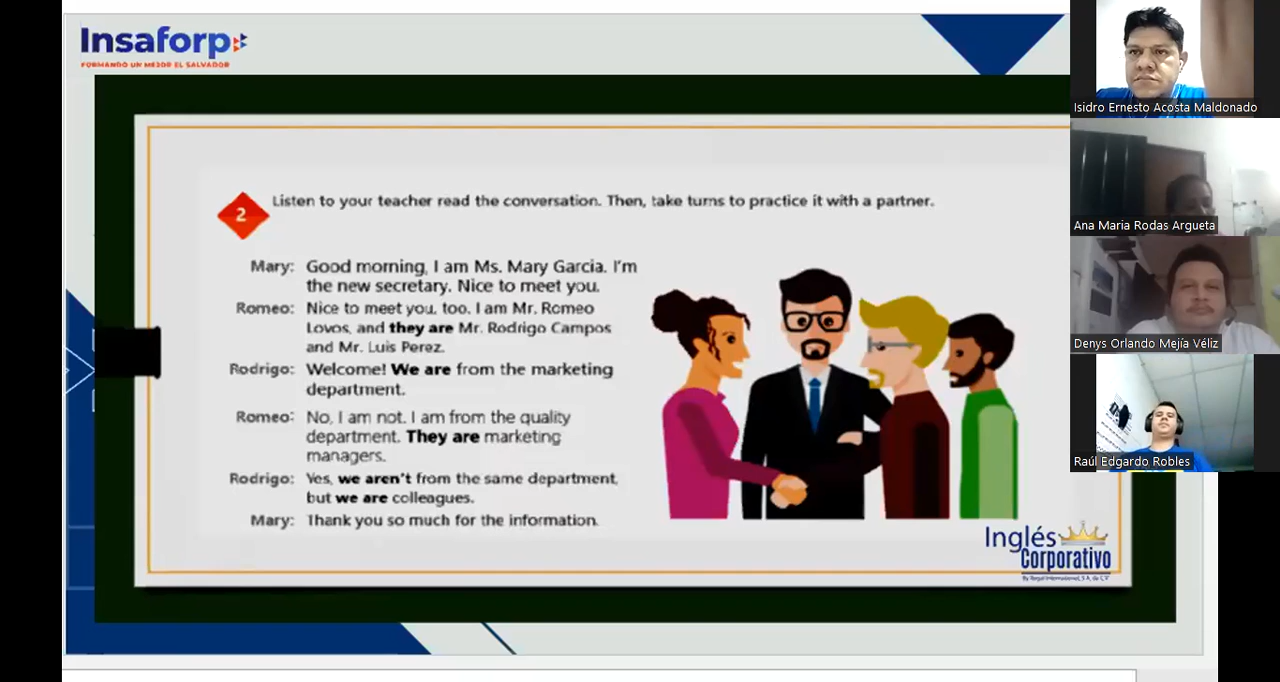 Insaforp
FORMANDO UN MEJOR EL SALVADOR
2
Listen to your teacher read the conversation. Then, take turns to practice it with a partner.
Mary: Good morning, I am Ms. Mary Garcia. I'm
the new secretary. Nice to meet you.
Romeo: Nice to meet you, too. I am Mr. Romeo
Lovos, and they are Mr. Rodrigo Campos
and Mr. Luis Perez.
Rodrigo: Welcome! We are from the marketing
department.
Romeo: No, I am not. I am from the quality
department. They are marketing
managers.
Rodrigo: Yes, we aren't from the same department,
but we are colleagues.
Mary: Thank you so much for the information.
Inglés
Corporativo
By Regal International, S.A. de C.V
Isidro Ernesto Acosta Maldonado
Ana Maria Rodas Argueta
Denys Orlando Mejía Véliz
Raúl Edgardo Robles